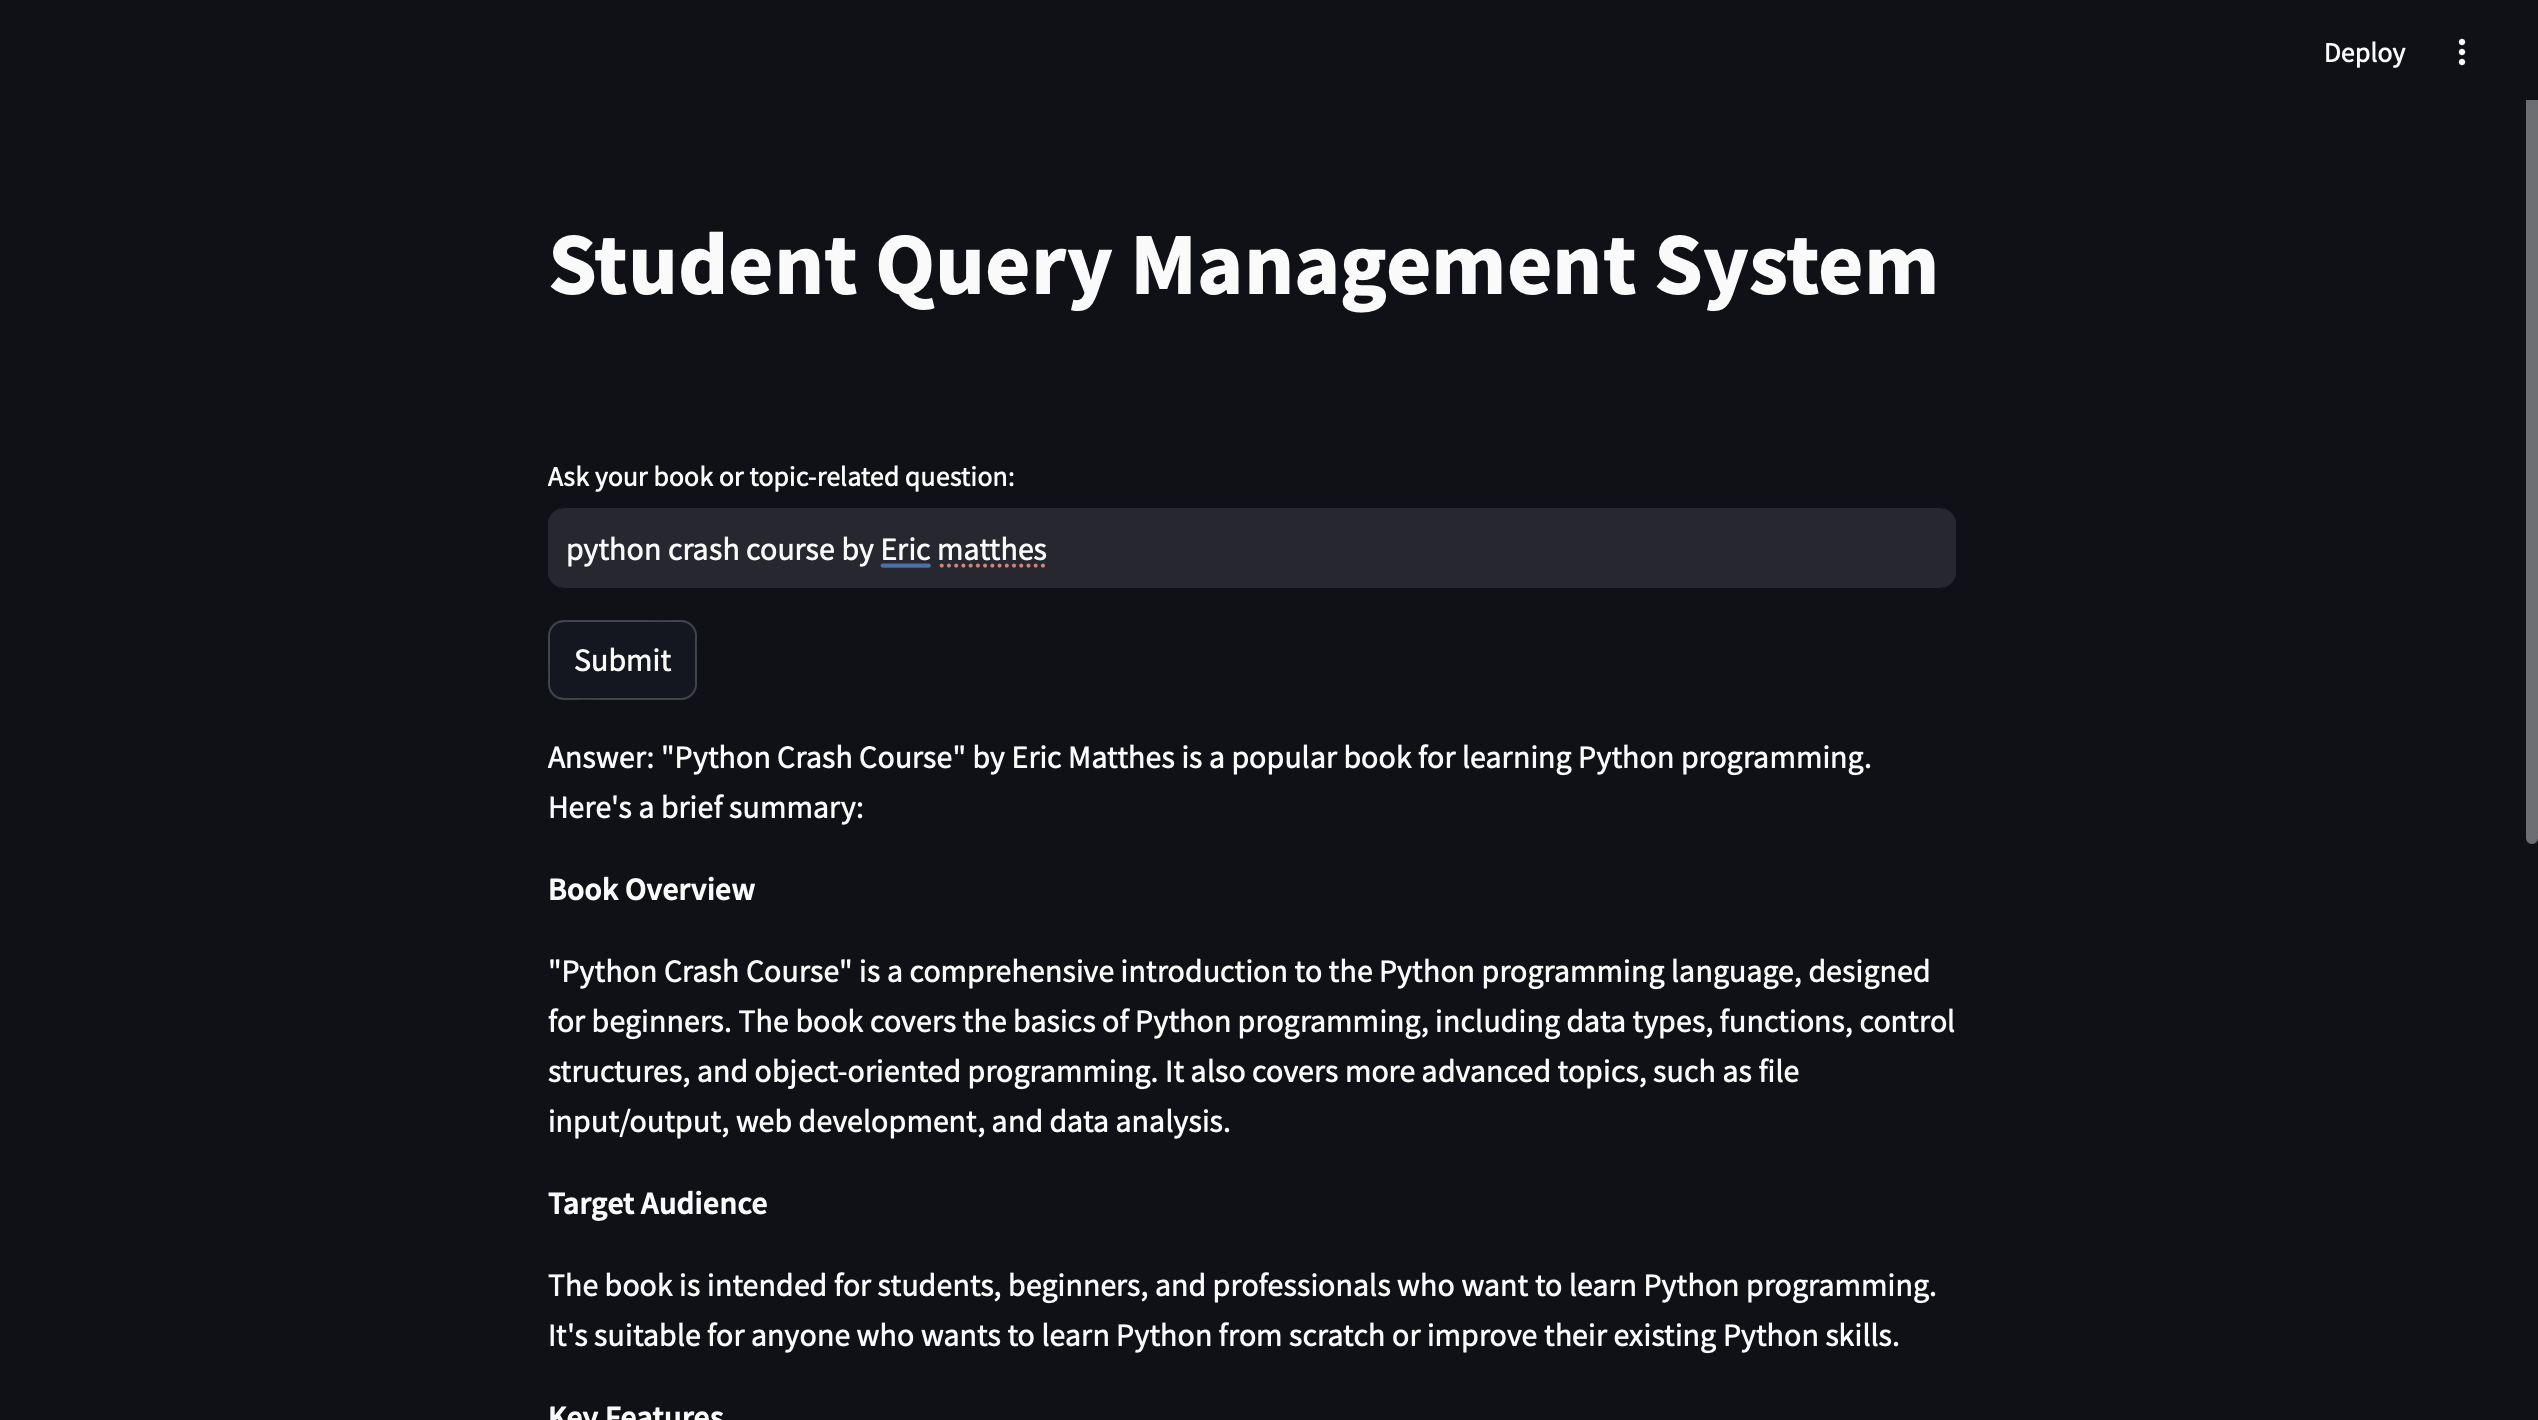 Deploy
Student Query Management System
Ask your book or topic-related question:
python crash course by Eric matthes
Submit
Answer: "Python Crash Course" by Eric Matthes is a popular book for learning Python programming.
Here's a brief summary:
Book Overview
"Python Crash Course" is a comprehensive introduction to the Python programming language, designed
for beginners. The book covers the basics of Python programming, including data types, functions, control
structures, and object-oriented programming. It also covers more advanced topics, such as file
input/output, web development, and data analysis.
Target Audience
The book is intended for students, beginners, and professionals who want to learn Python programming.
It's suitable for anyone who wants to learn Python from scratch or improve their existing Python skills.
Key Features